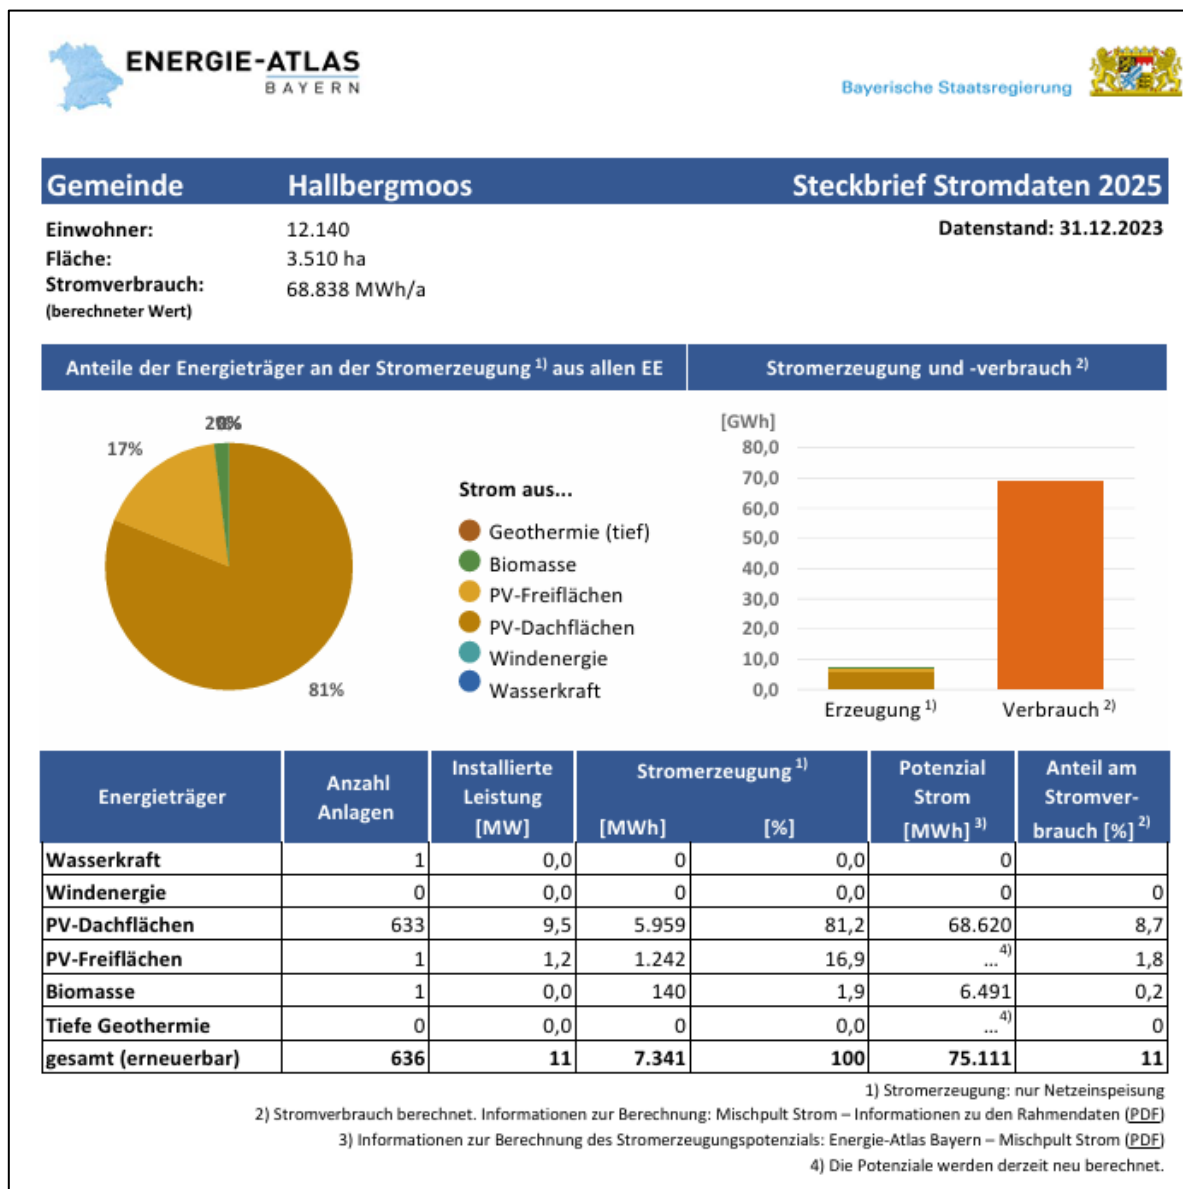 ENERGIE-ATLAS
BAYERN
Bayerische Staatsregierung
Gemeinde Hallbergmoos Steckbrief Stromdaten 2025
Einwohner: 12.140 Datenstand: 31.12.2023
Fläche: 3.510 ha
Stromverbrauch: 68.838 MWh/a
(berechneter Wert)
Anteile der Energieträger an der Stromerzeugung 1) aus allen EE
2% 0%
17%
81%
Strom aus...
Geothermie (tief)
Biomasse
PV-Freiflächen
PV-Dachflächen
Windenergie
Wasserkraft
Stromerzeugung und -verbrauch 2)
[GWh]
80,0
70,0
60,0
50,0
40,0
30,0
20,0
10,0
0,0
Erzeugung 1) Verbrauch 2)
Energieträger Anzahl Anlagen Installierte Leistung [MW] Stromerzeugung 1) [MWh] [%] Potenzial Strom [MWh] 3) Anteil am Stromver-brauch [%] 2)
Wasserkraft 1 0,0 0 0,0 0
Windenergie 0 0,0 0 0,0 0 0
PV-Dachflächen 633 9,5 5.959 81,2 68.620 8,7
PV-Freiflächen 1 1,2 1.242 16,9 ...4) 1,8
Biomasse 1 0,0 140 1,9 6.491 0,2
Tiefe Geothermie 0 0,0 0 0,0 ...4) 0
gesamt (erneuerbar) 636 11 7.341 100 75.111 11
1) Stromerzeugung: nur Netzeinspeisung
2) Stromverbrauch berechnet. Informationen zur Berechnung: Mischpult Strom – Informationen zu den Rahmendaten (PDF)
3) Informationen zur Berechnung des Stromerzeugungspotenzials: Energie-Atlas Bayern – Mischpult Strom (PDF)
4) Die Potenziale werden derzeit neu berechnet.